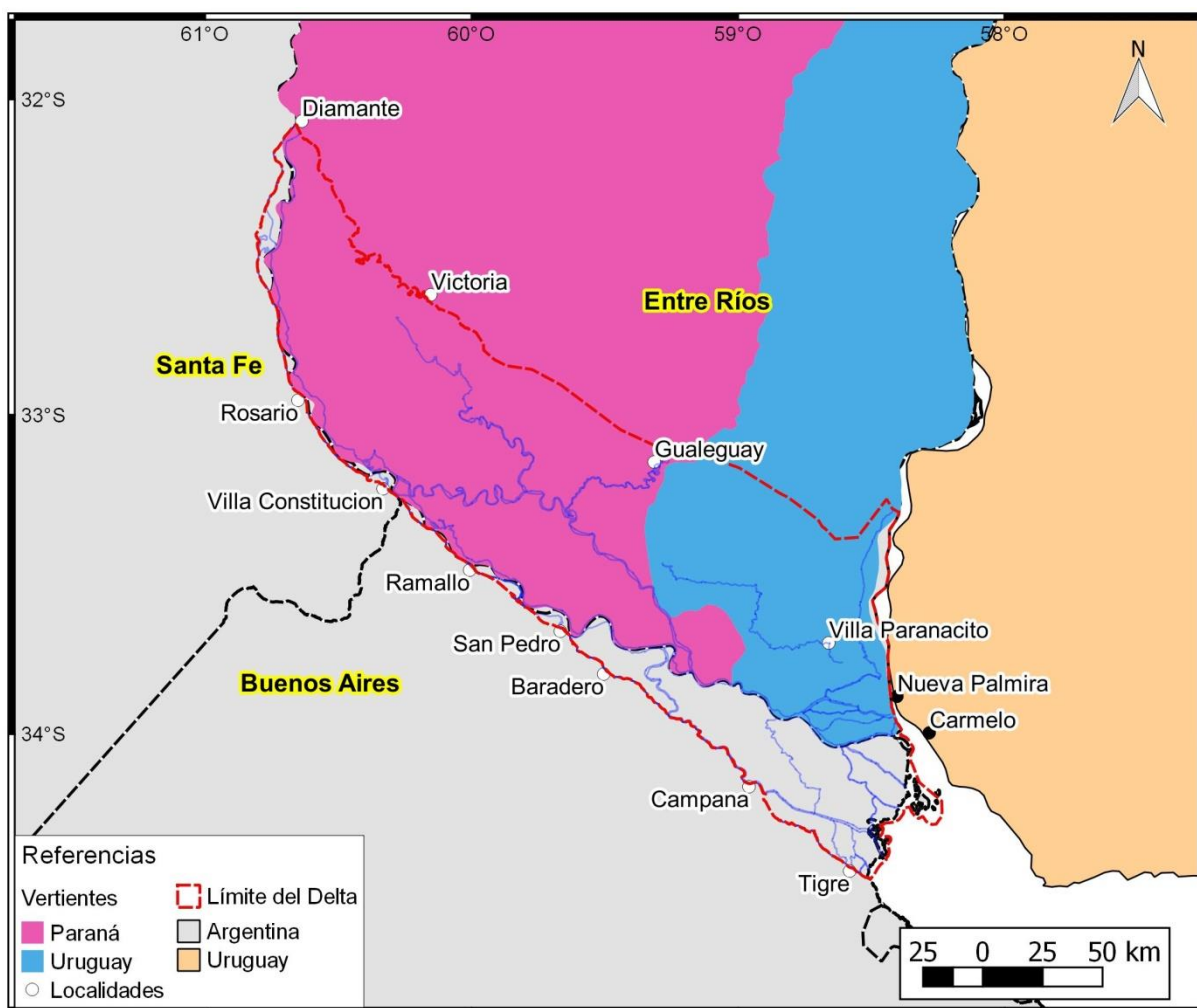 61°O
60°O
59°O
58°O
N
32°S
Diamante
Victoria
Entre Ríos
Santa Fe
33°S
Rosario
Gualeguay
Villa Constitucion
Ramallo
San Pedro
Villa Paranacito
Buenos Aires
Baradero
Nueva Palmira
34°S
Carmelo
Campana
Tigre
Referencias
Vertientes
Límite del Delta
Paraná
Argentina
Uruguay
Uruguay
Localidades
25 0 25 50 km